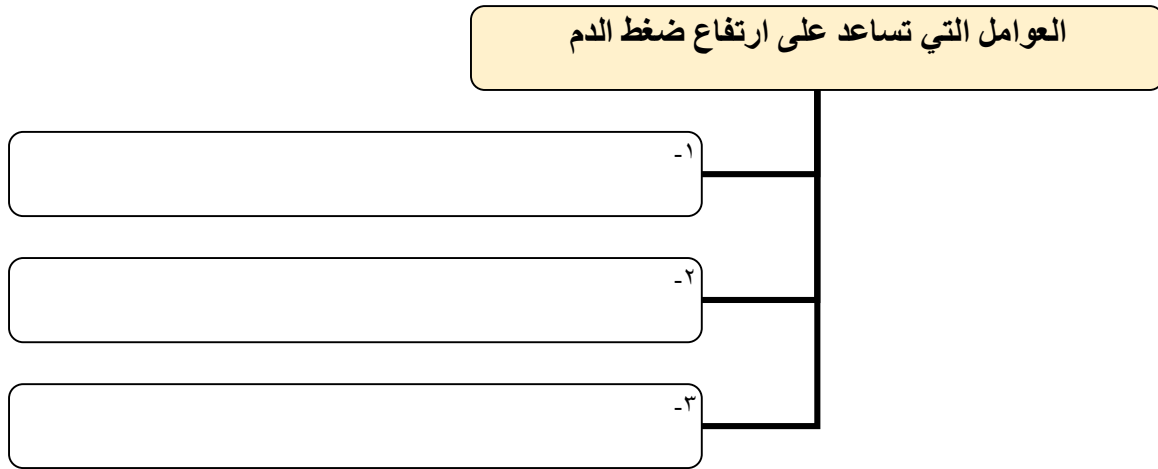 العوامل التي تساعد على ارتفاع ضغط الدم
١-
٢-
٣-